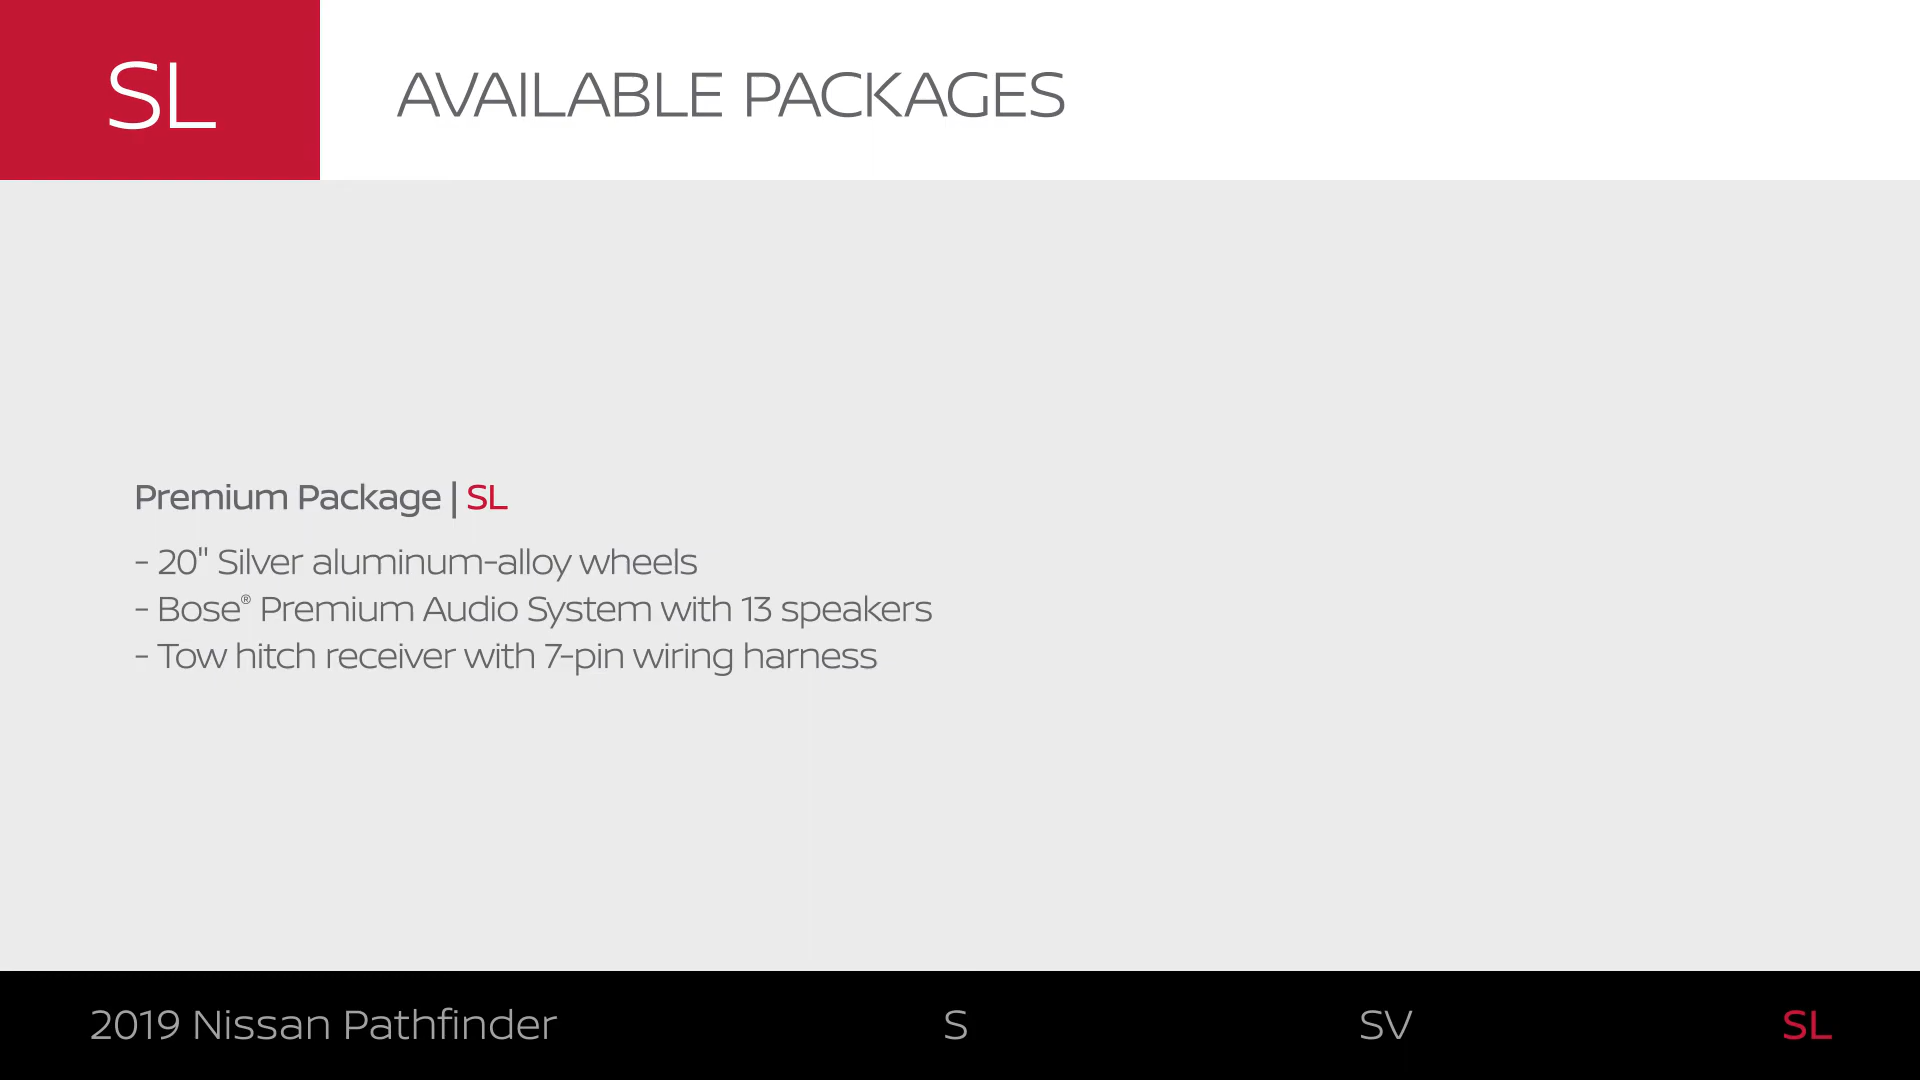 SL
AVAILABLE PACKAGES
Premium Package | SL
- 20" Silver aluminum-alloy wheels
- Bose® Premium Audio System with 13 speakers
- Tow hitch receiver with 7-pin wiring harness
2019 Nissan Pathfinder
S
SV
SL